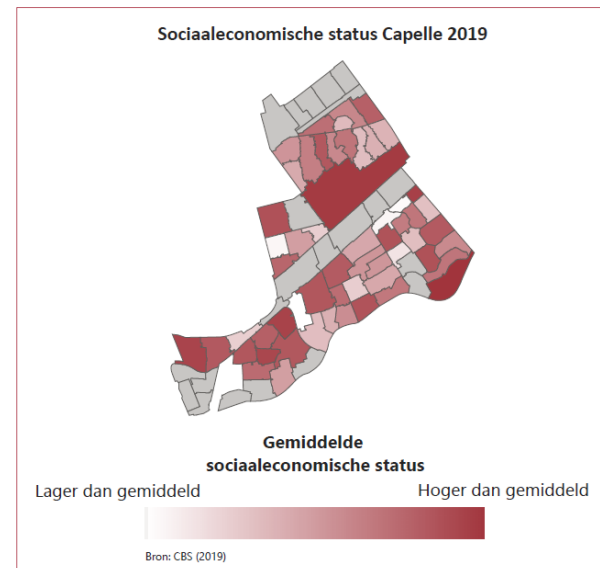 Sociaaleconomische status Capelle 2019
Gemiddelde
sociaaleconomische status
Lager dan gemiddeld
Hoger dan gemiddeld
Bron: CBS (2019)